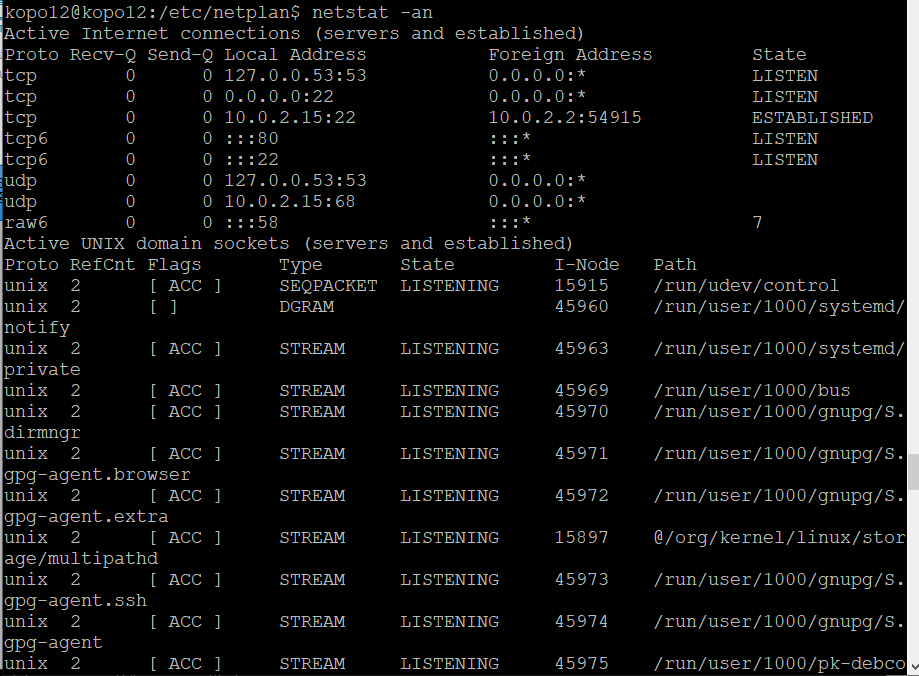 kopo12@kopo12:/etc/netplan$ netstat -an
Active Internet connections (servers and established)
Proto Recv-Q Send-Q Local Address           Foreign Address         State
tcp        0      0 127.0.0.53:53           0.0.0.0:*               LISTEN
tcp        0      0 0.0.0.0:22              0.0.0.0:*               LISTEN
tcp        0      0 10.0.2.15:22            10.0.2.2:54915          ESTABLISHED
tcp6       0      0 :::80                   :::*                    LISTEN
tcp6       0      0 :::22                   :::*                    LISTEN
udp        0      0 127.0.0.53:53           0.0.0.0:*
udp        0      0 10.0.2.15:68            0.0.0.0:*
raw6       0      0 :::58                   :::*                    7
Active UNIX domain sockets (servers and established)
Proto RefCnt Flags       Type       State         I-Node   Path
unix  2      [ ACC ]     SEQPACKET  LISTENING     15915    /run/udev/control
unix  2      [ ]         DGRAM                    45960    /run/user/1000/systemd/
notify
unix  2      [ ACC ]     STREAM     LISTENING     45963    /run/user/1000/systemd/
private
unix  2      [ ACC ]     STREAM     LISTENING     45969    /run/user/1000/bus
unix  2      [ ACC ]     STREAM     LISTENING     45970    /run/user/1000/gnupg/S.
dirmngr
unix  2      [ ACC ]     STREAM     LISTENING     45971    /run/user/1000/gnupg/S.
gpg-agent.browser
unix  2      [ ACC ]     STREAM     LISTENING     45972    /run/user/1000/gnupg/S.
gpg-agent.extra
unix  2      [ ACC ]     STREAM     LISTENING     15897    @/org/kernel/linux/stor
age/multipathd
unix  2      [ ACC ]     STREAM     LISTENING     45973    /run/user/1000/gnupg/S.
gpg-agent.ssh
unix  2      [ ACC ]     STREAM     LISTENING     45974    /run/user/1000/gnupg/S.
gpg-agent
unix  2      [ ACC ]     STREAM     LISTENING     45975    /run/user/1000/pk-debco